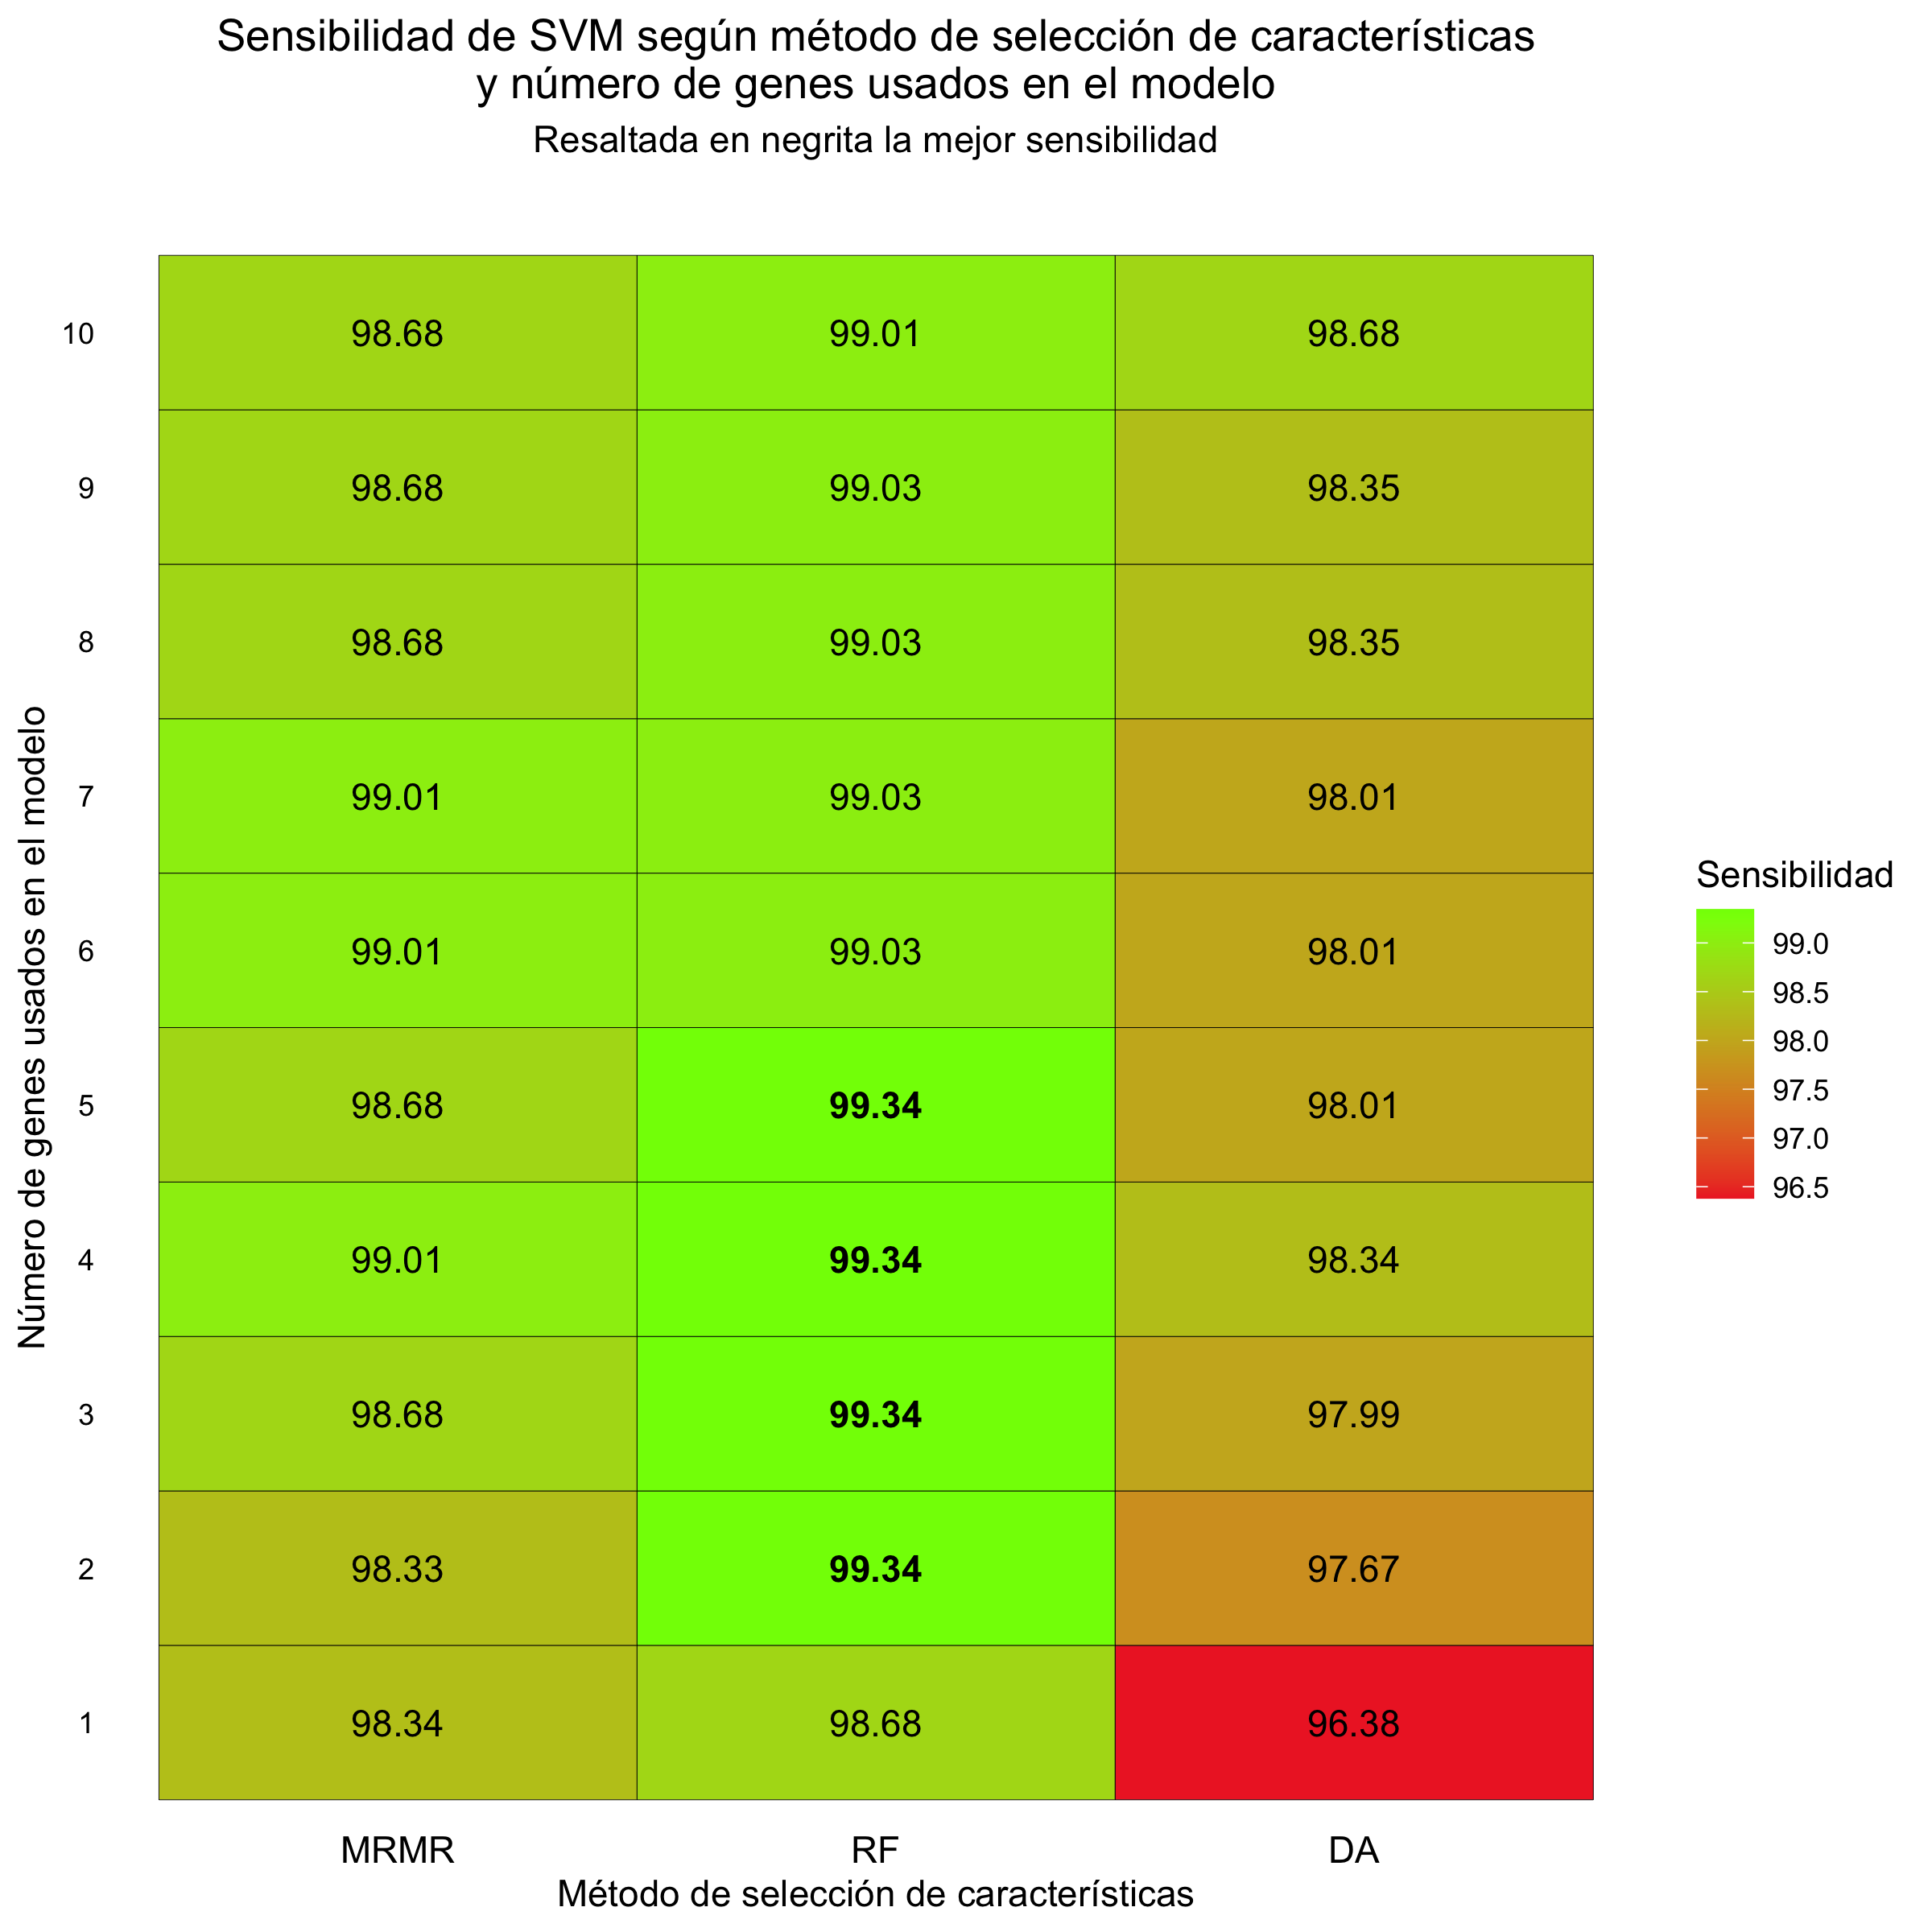 Sensibilidad de SVM según método de selección de características
y número de genes usados en el modelo
Resaltada en negrita la mejor sensibilidad
Número de genes usados en el modelo
10 98.68 99.01 98.68
9 98.68 99.03 98.35
8 98.68 99.03 98.35
7 99.01 99.03 98.01
6 99.01 99.03 98.01
5 98.68 99.34 98.01
4 99.01 99.34 98.34
3 98.68 99.34 97.99
2 98.33 99.34 97.67
1 98.34 98.68 96.38
MRMR RF DA
Método de selección de características
Sensibilidad
99.0
98.5
98.0
97.5
97.0
96.5